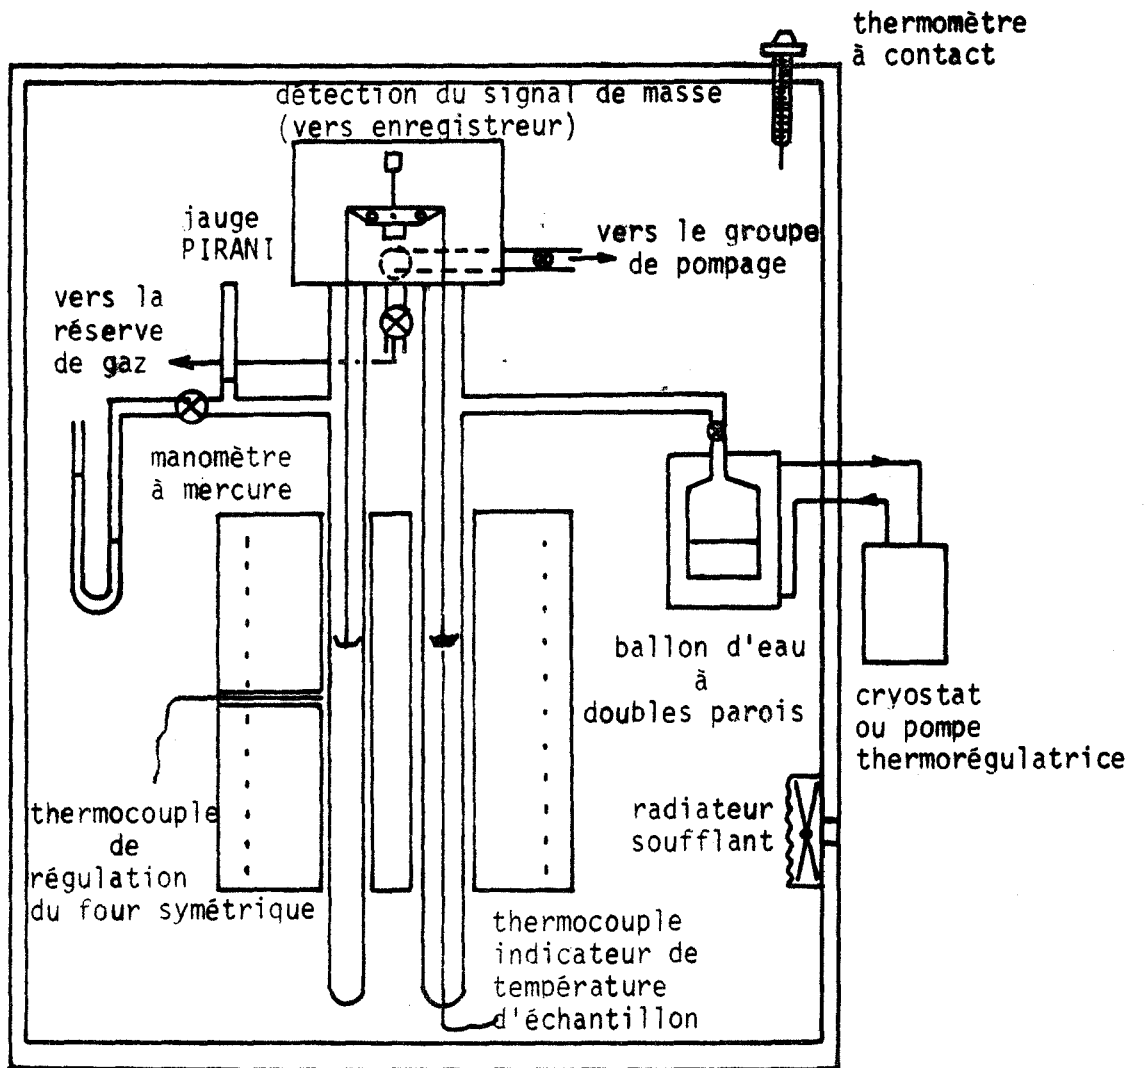 thermomètre
à contact
détection du signal de masse
(vers enregistreur)
jauge
PIRANI
vers le groupe
de pompage
vers la
réserve
de gaz
manomètre
à mercure
ballon d'eau
à
doubles parois
cryostat
ou pompe
thermorégulatrice
radiateur
soufflant
thermocouple
de
régulation
du four symétrique
thermocouple
indicateur de
température
d'échantillon